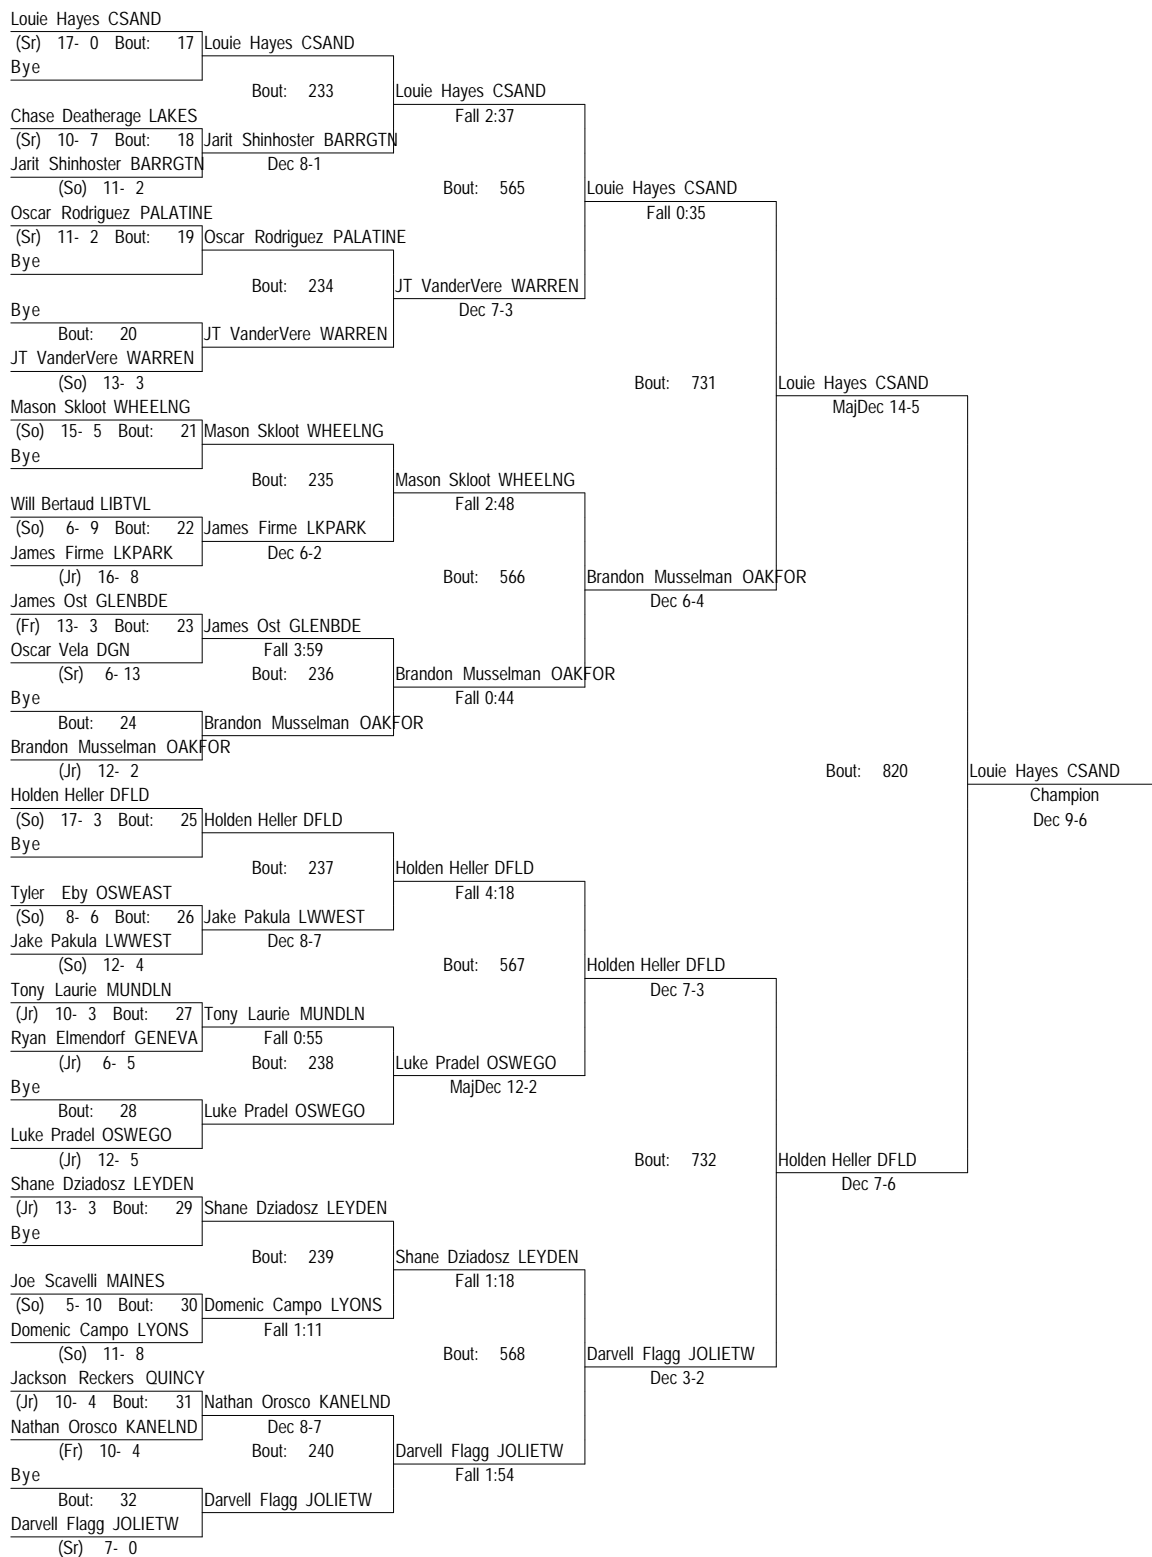 Louie Hayes CSAND
(Sr) 17- 0 Bout: 17 Louie Hayes CSAND
Bye
Bout: 233 Louie Hayes CSAND
Chase Deatherage LAKES Fall 2:37
(Sr) 10- 7 Bout: 18 Jarit Shinhoster BARRGTN
Jarit Shinhoster BARRGTN Dec 8-1
(So) 11- 2 Bout: 565 Louie Hayes CSAND
Oscar Rodriguez PALATINE Fall 0:35
(Sr) 11- 2 Bout: 19 Oscar Rodriguez PALATINE
Bye
Bout: 234 JT VanderVere WARREN
Bye Dec 7-3
Bout: 20 JT VanderVere WARREN
JT VanderVere WARREN
(So) 13- 3 Bout: 731 Louie Hayes CSAND
Mason Skloot WHEELNG MajDec 14-5
(So) 15- 5 Bout: 21 Mason Skloot WHEELNG
Bye
Bout: 235 Mason Skloot WHEELNG
Will Bertaud LIBTVL Fall 2:48
(So) 6- 9 Bout: 22 James Firme LKPARK
James Firme LKPARK Dec 6-2
(Jr) 16- 8 Bout: 566 Brandon Musselman OAKFOR
James Ost GLENBDE Dec 6-4
(Fr) 13- 3 Bout: 23 James Ost GLENBDE
Oscar Vela DGN Fall 3:59
(Sr) 6- 13 Bout: 236 Brandon Musselman OAKFOR
Bye Fall 0:44
Bout: 24 Brandon Musselman OAKFOR
Brandon Musselman OAKFOR
(Jr) 12- 2 Bout: 820 Louie Hayes CSAND
Holden Heller DFLD Champion
(So) 17- 3 Bout: 25 Holden Heller DFLD Dec 9-6
Bye
Bout: 237 Holden Heller DFLD
Tyler Eby OSWEAST Fall 4:18
(So) 8- 6 Bout: 26 Jake Pakula LWWEST
Jake Pakula LWWEST Dec 8-7
(So) 12- 4 Bout: 567 Holden Heller DFLD
Tony Laurie MUNDLN Dec 7-3
(Jr) 10- 3 Bout: 27 Tony Laurie MUNDLN
Ryan Elmendorf GENEVA Fall 0:55
(Jr) 6- 5 Bout: 238 Luke Pradel OSWEGO
Bye MajDec 12-2
Bout: 28 Luke Pradel OSWEGO
Luke Pradel OSWEGO
(Jr) 12- 5 Bout: 732 Holden Heller DFLD
Shane Dziadosz LEYDEN Dec 7-6
(Jr) 13- 3 Bout: 29 Shane Dziadosz LEYDEN
Bye
Bout: 239 Shane Dziadosz LEYDEN
Joe Scavelli MAINES Fall 1:18
(So) 5- 10 Bout: 30 Domenic Campo LYONS
Domenic Campo LYONS Fall 1:11
(So) 11- 8 Bout: 568 Darvell Flagg JOLIETW
Jackson Reckers QUINCY Dec 3-2
(Jr) 10- 4 Bout: 31 Nathan Orosco KANELND
Nathan Orosco KANELND Dec 8-7
(Fr) 10- 4 Bout: 240 Darvell Flagg JOLIETW
Bye Fall 1:54
Bout: 32 Darvell Flagg JOLIETW
Darvell Flagg JOLIETW
(Sr) 7- 0